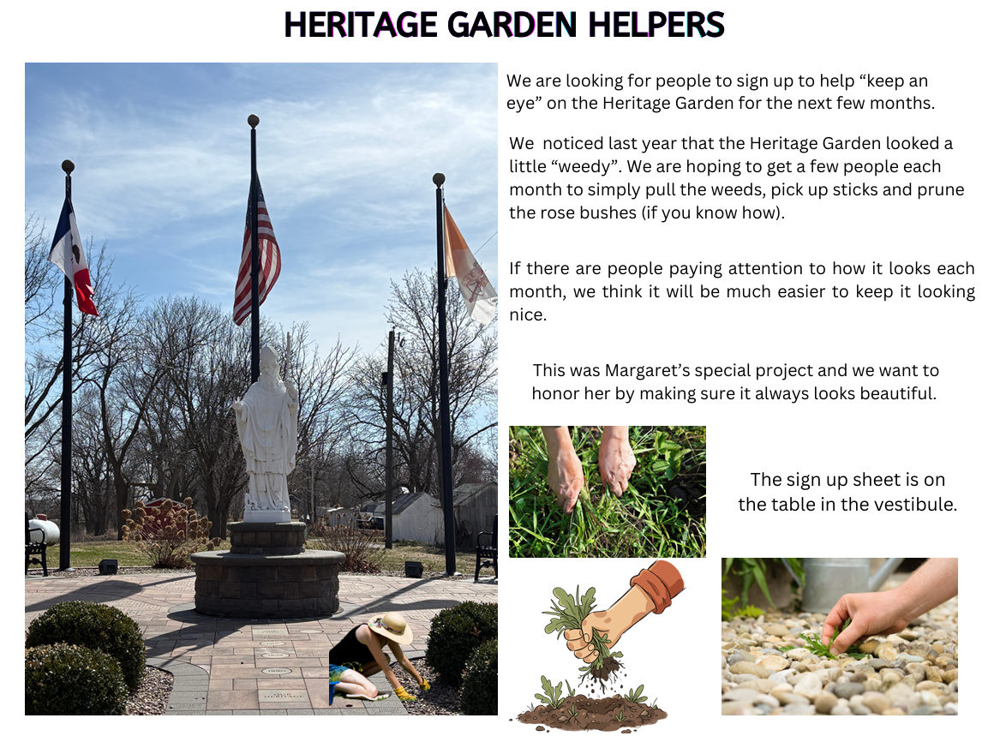 HERITAGE GARDEN HELPERS
We are looking for people to sign up to help “keep an
eye” on the Heritage Garden for the next few months.
We noticed last year that the Heritage Garden looked a
little “weedy”. We are hoping to get a few people each
month to simply pull the weeds, pick up sticks and prune
the rose bushes (if you know how).
If there are people paying attention to how it looks each
month, we think it will be much easier to keep it looking
nice.
This was Margaret’s special project and we want to
honor her by making sure it always looks beautiful.
The sign up sheet is on
the table in the vestibule.